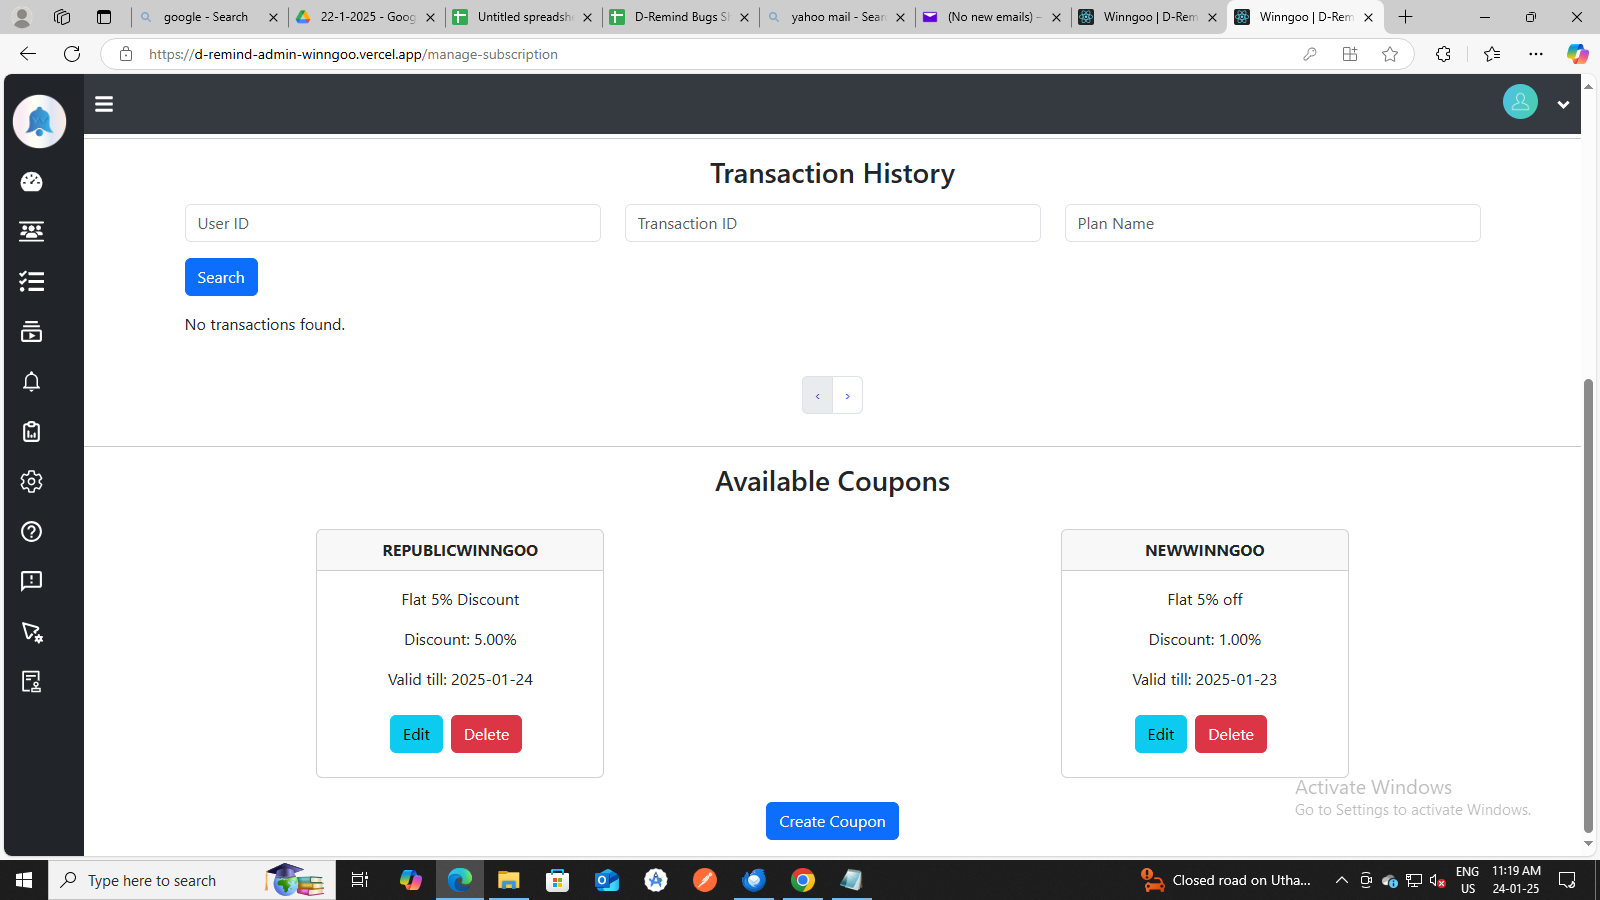 google - Search
22-1-2025 - Goog
Untitled spreadsh
D-Remind Bugs Sh
yahoo mail - Sear
(No new emails) -
Winngoo | D-Rem
Winngoo | D-Rem
https://d-remind-admin-winngoo.vercel.app/manage-subscription
Transaction History
User ID
Transaction ID
Plan Name
Search
No transactions found.
‹ ›
Available Coupons
REPUBLICWINNGOO
Flat 5% Discount
Discount: 5.00%
Valid till: 2025-01-24
Edit Delete
NEWWINNGOO
Flat 5% off
Discount: 1.00%
Valid till: 2025-01-23
Edit Delete
Create Coupon
Activate Windows
Go to Settings to activate Windows.
Type here to search
Closed road on Utha...
ENG
US
11:19 AM
24-01-25